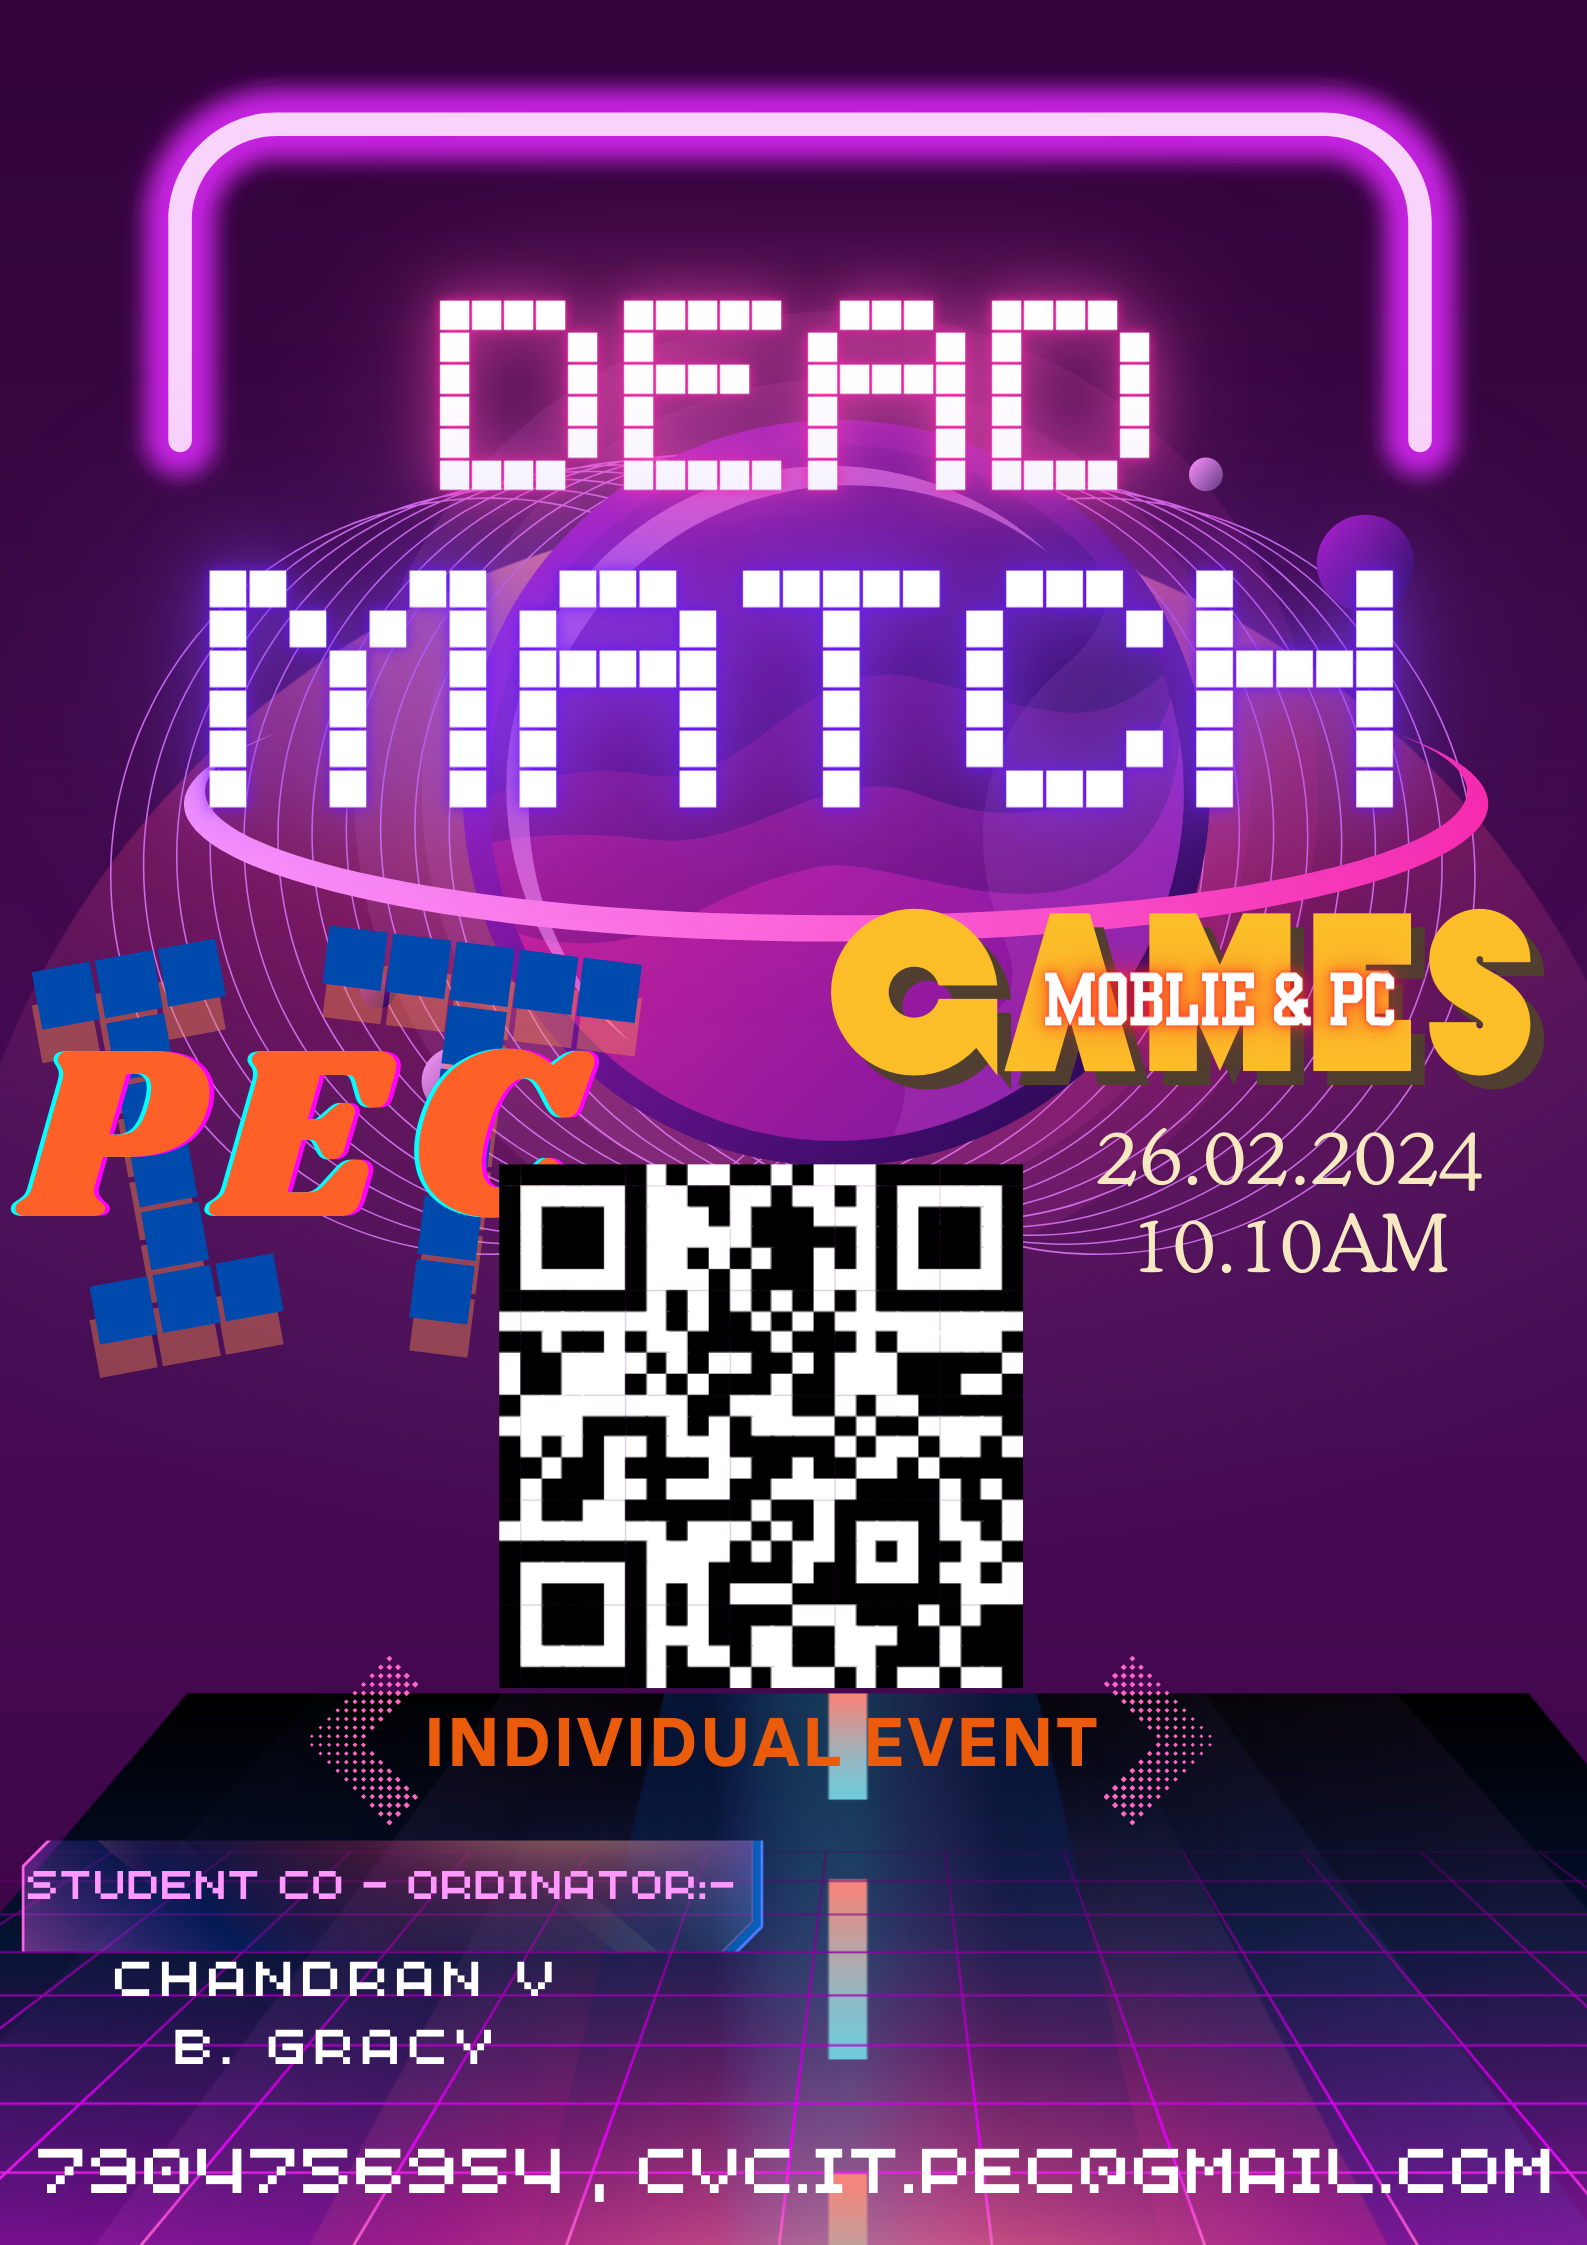 DEAD
MATCH
GAMES
MOBLIE & PC
IT
PEC
26.02.2024
10.10AM
INDIVIDUAL EVENT
STUDENT CO - ORDINATOR:-
CHANDRAN V
B. GRACY
7904756954, CVC.IT.PEC@GMAIL.COM